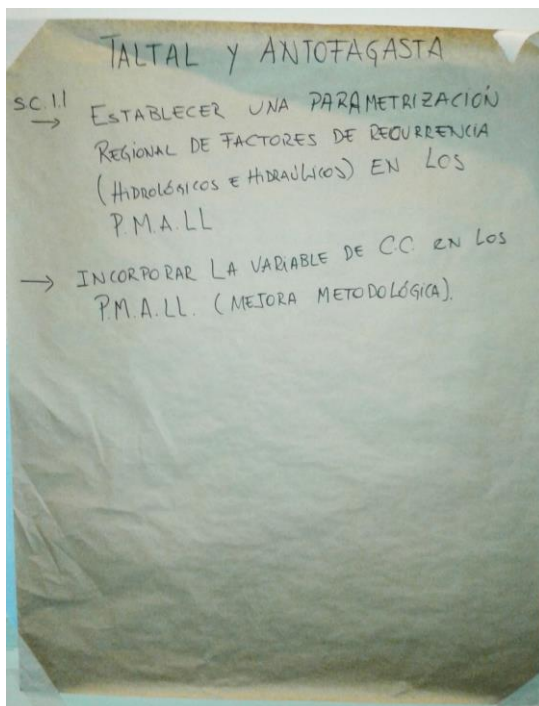 TALTAL Y ANTOFAGASTA
S.C. 1.1
→ ESTABLECER UNA PARAMETRIZACIÓN
REGIONAL DE FACTORES DE RECURRENCIA
(HIDROLÓGICOS E HIDRAÚLICOS) EN LOS
P.M.A.LL
→ INCORPORAR LA VARIABLE DE C.C. EN LOS
P.M.A.LL. (MEJORA METODOLÓGICA).